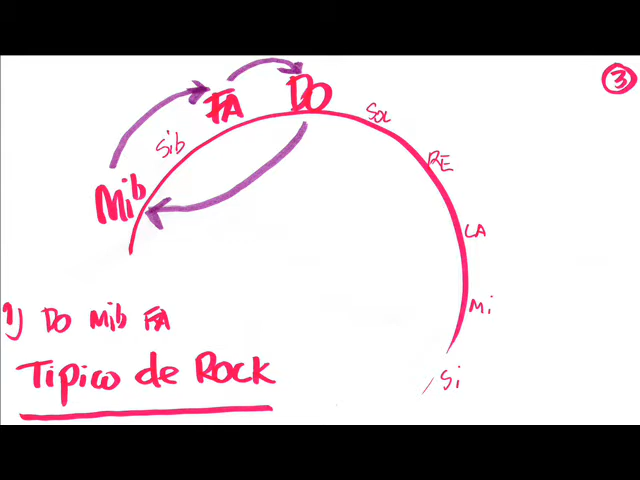 3
FA DO
Sib SOL
RE
Mib
LA
Mi
1) DO Mib FA
Tipico de Rock
Si